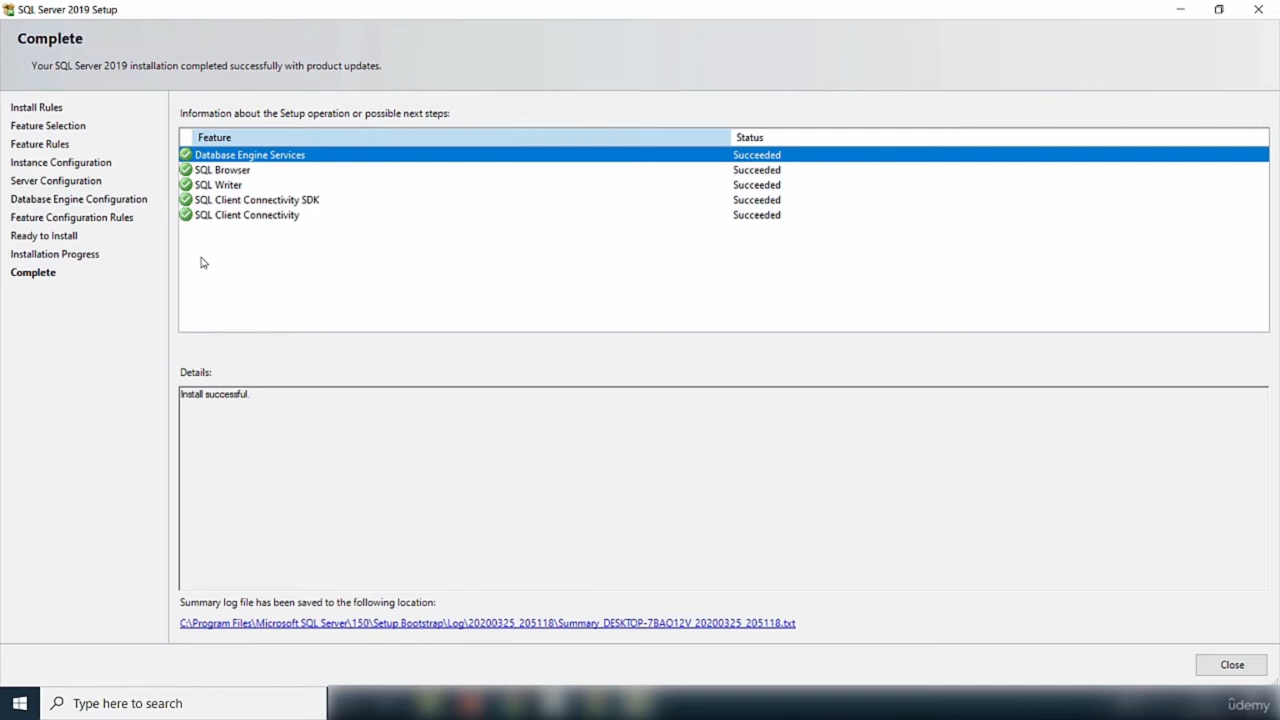 SQL Server 2019 Setup
Complete
Your SQL Server 2019 installation completed successfully with product updates.
Install Rules
Feature Selection
Feature Rules
Instance Configuration
Server Configuration
Database Engine Configuration
Feature Configuration Rules
Ready to Install
Installation Progress
Complete
Information about the Setup operation or possible next steps:
Feature Status
Database Engine Services Succeeded
SQL Browser Succeeded
SQL Writer Succeeded
SQL Client Connectivity SDK Succeeded
SQL Client Connectivity Succeeded
Details:
Install successful.
Summary log file has been saved to the following location:
C:\Program Files\Microsoft SQL Server\150\Setup Bootstrap\Log\20200325_205118\Summary_DESKTOP-7BAO12V_20200325_205118.txt
Close
Type here to search
ûdemy